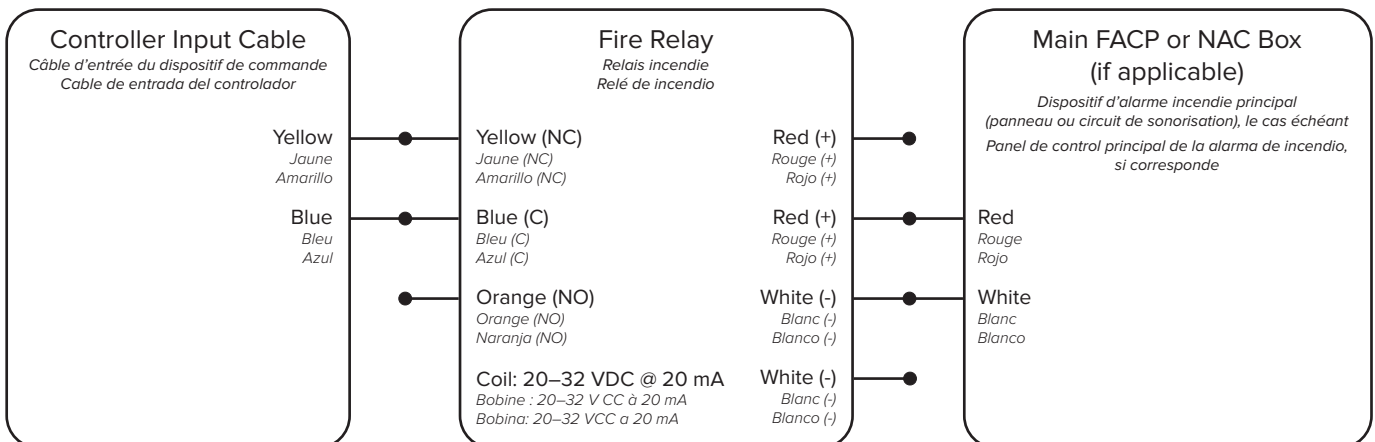 Controller Input Cable
Câble d'entrée du dispositif de commande
Cable de entrada del controlador
Yellow
Jaune
Amarillo
Blue
Bleu
Azul
Fire Relay
Relais incendie
Relé de incendio
Yellow (NC)
Jaune (NC)
Amarillo (NC)
Blue (C)
Bleu (C)
Azul (C)
Orange (NO)
Orange (NO)
Naranja (NO)
Coil: 20–32 VDC @ 20 mA
Bobine : 20–32 V CC à 20 mA
Bobina: 20–32 VCC a 20 mA
Red (+)
Rouge (+)
Rojo (+)
Red (+)
Rouge (+)
Rojo (+)
White (-)
Blanc (-)
Blanco (-)
White (-)
Blanc (-)
Blanco (-)
Main FACP or NAC Box
(if applicable)
Dispositif d'alarme incendie principal
(panneau ou circuit de sonorisation), le cas échéant
Panel de control principal de la alarma de incendio,
si corresponde
Red
Rouge
Rojo
White
Blanc
Blanco